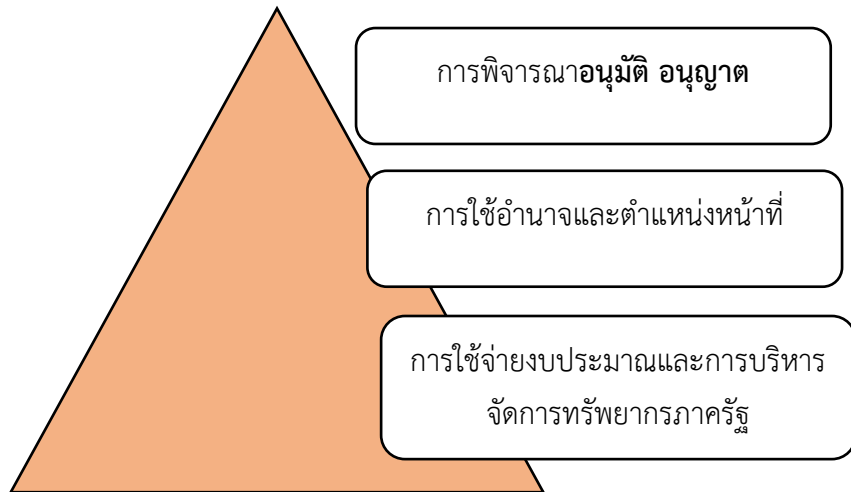 การพิจารณาอนุมัติ อนุญาต
การใช้อำนาจและตำแหน่งหน้าที่
การใช้จ่ายงบประมาณและการบริหาร
จัดการทรัพยากรภาครัฐ